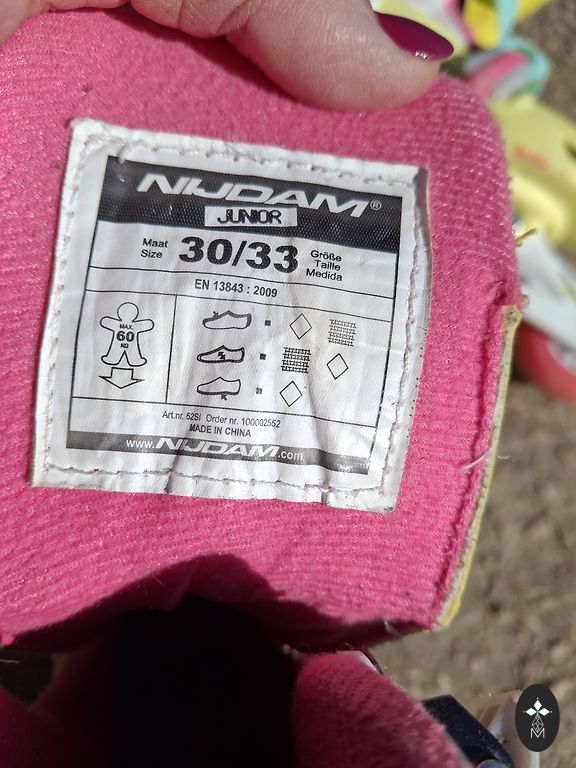 NIJDAM®
JUNIOR
Maat
Size
30/33
Größe
Taille
Medida
EN 13843 : 2009
MAX.
60
KG
Art.nr. 52SI Order nr. 100002552
MADE IN CHINA
www.NIJDAM.com
M